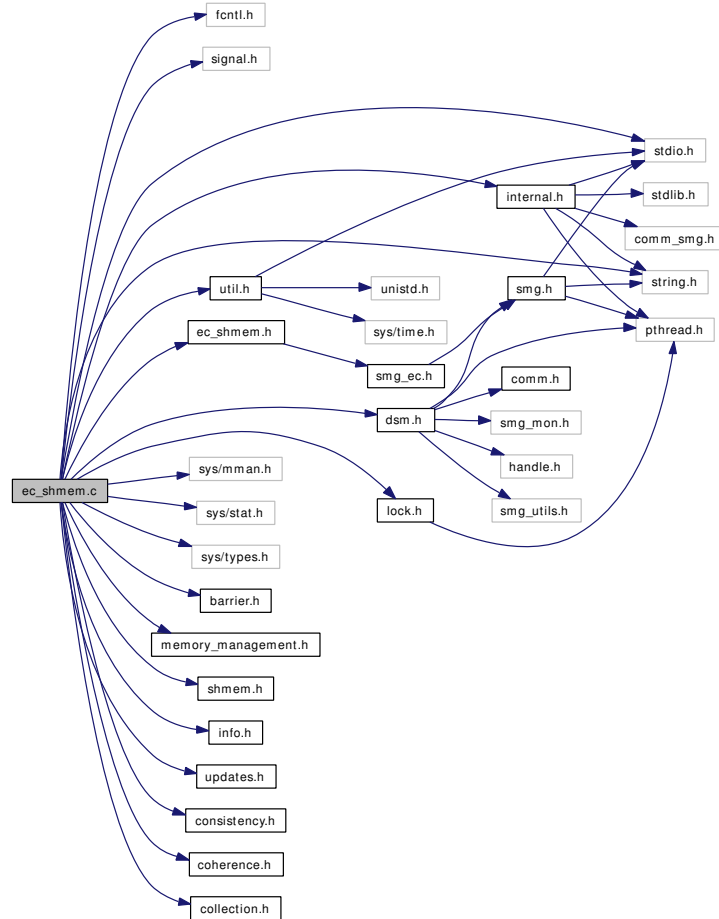 fcntl.h
signal.h
stdio.h
internal.h
stdlib.h
comm_smg.h
string.h
util.h
unistd.h
smg.h
ec_shmem.h
sys/time.h
pthread.h
smg_ec.h
comm.h
dsm.h
smg_mon.h
sys/mman.h
handle.h
ec_shmem.c
sys/stat.h
lock.h
smg_utils.h
sys/types.h
barrier.h
memory_management.h
shmem.h
info.h
updates.h
consistency.h
coherence.h
collection.h